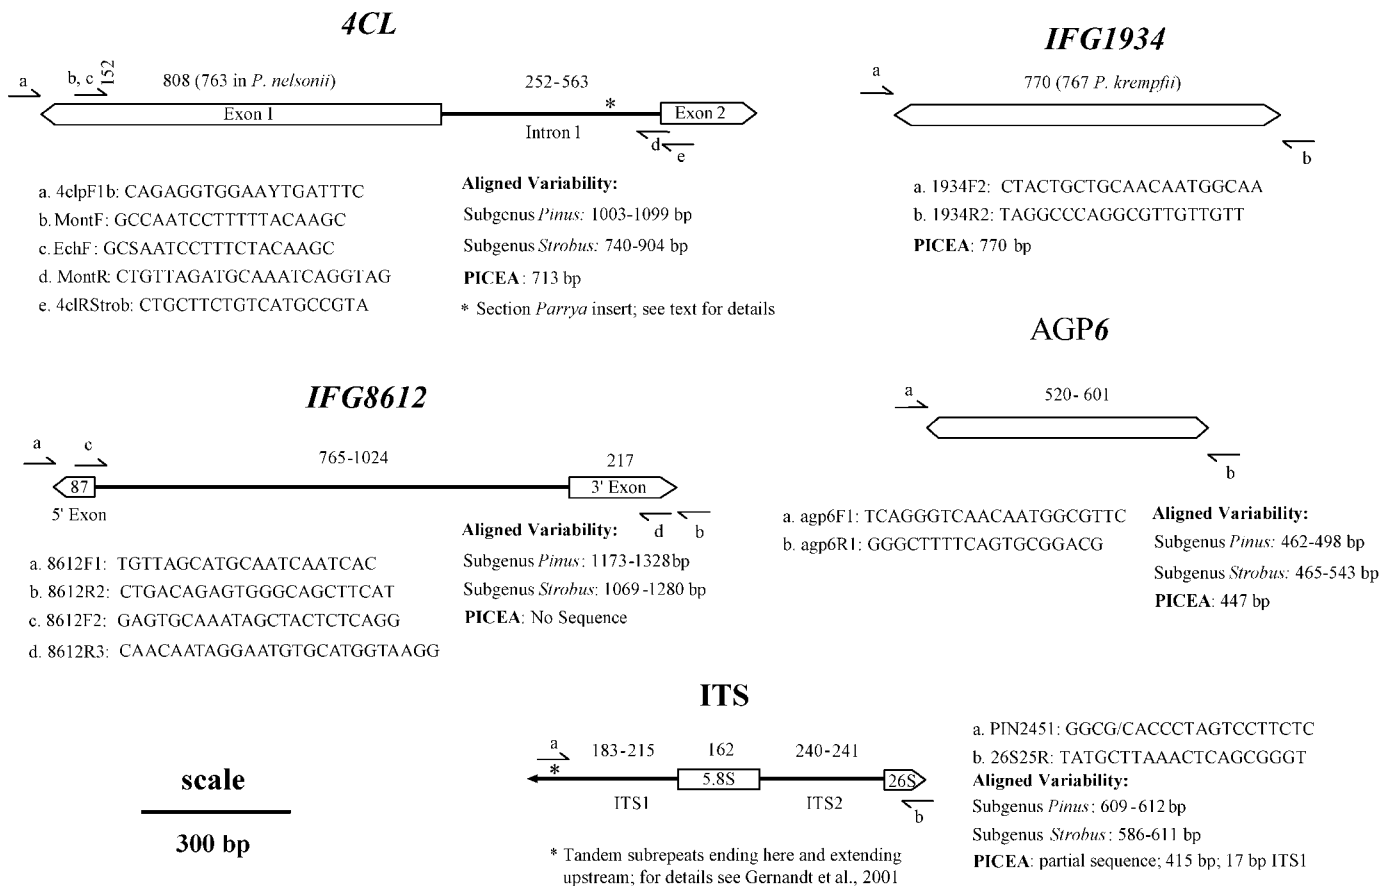 4CL
a
b, c
152
808 (763 in P. nelsonii)
252-563
*
Exon 1
Exon 2
Intron 1
d
e
a. 4clpF1b: CAGAGGTGGAAYTGATTTC
b. MontF: GCCAATCCTTTTTACAAGC
c. EchF: GCSAATCCTTTCTACAAGC
d. MontR: CTGTTAGATGCAAATCAGGTAG
e. 4clRStrob: CTGCTTCTGTCATGCCGTA
Aligned Variability:
Subgenus Pinus: 1003-1099 bp
Subgenus Strobus: 740-904 bp
PICEA: 713 bp
* Section Parrya insert; see text for details
IFG1934
a
770 (767 P. krempfii)
b
a. 1934F2: CTACTGCTGCAACAATGGCAA
b. 1934R2: TAGGCCCAGGCGTTGTTGTT
PICEA: 770 bp
AGP6
a
520-601
b
a. agp6F1: TCAGGGTCAACAATGGCGTTC
b. agp6R1: GGGCTTTTCAGTGCGGACG
Aligned Variability:
Subgenus Pinus: 462-498 bp
Subgenus Strobus: 465-543 bp
PICEA: 447 bp
IFG8612
a
c
765-1024
217
87
3' Exon
5' Exon
d
b
a. 8612F1: TGTTAGCATGCAATCAATCAC
b. 8612R2: CTGACAGAGTGGGCAGCTTCAT
c. 8612F2: GAGTGCAAATAGCTACTCTCAGG
d. 8612R3: CAACAATAGGAATGTGCATGGTAAGG
Aligned Variability:
Subgenus Pinus: 1173-1328bp
Subgenus Strobus: 1069-1280 bp
PICEA: No Sequence
ITS
a
183-215
162
240-241
*
5.8S
26S
ITS1
ITS2
b
* Tandem subrepeats ending here and extending
upstream; for details see Gernandt et al., 2001
a. PIN2451: GGCG/CACCCTAGTCCTTCTC
b. 26S25R: TATGCTTAAACTCAGCGGGT
Aligned Variability:
Subgenus Pinus: 609-612 bp
Subgenus Strobus: 586-611 bp
PICEA: partial sequence; 415 bp; 17 bp ITS1
scale
300 bp